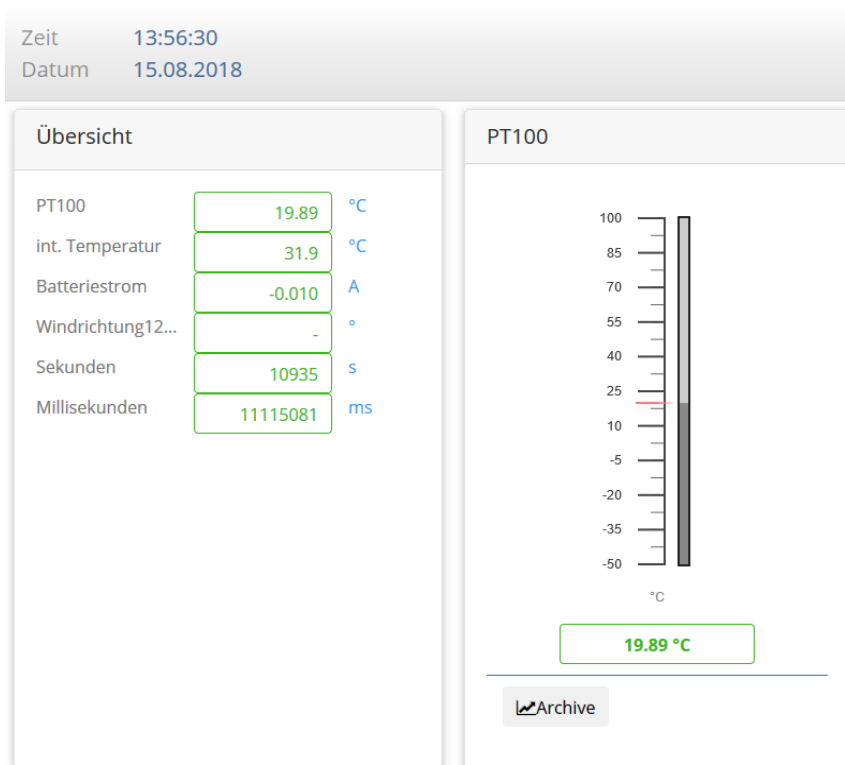 Zeit 13:56:30
Datum 15.08.2018
Übersicht
PT100 19.89 °C
int. Temperatur 31.9 °C
Batteriestrom -0.010 A
Windrichtung12... - °
Sekunden 10935 s
Millisekunden 11115081 ms
PT100
100
85
70
55
40
25
10
-5
-20
-35
-50
°C
19.89 °C
Archive